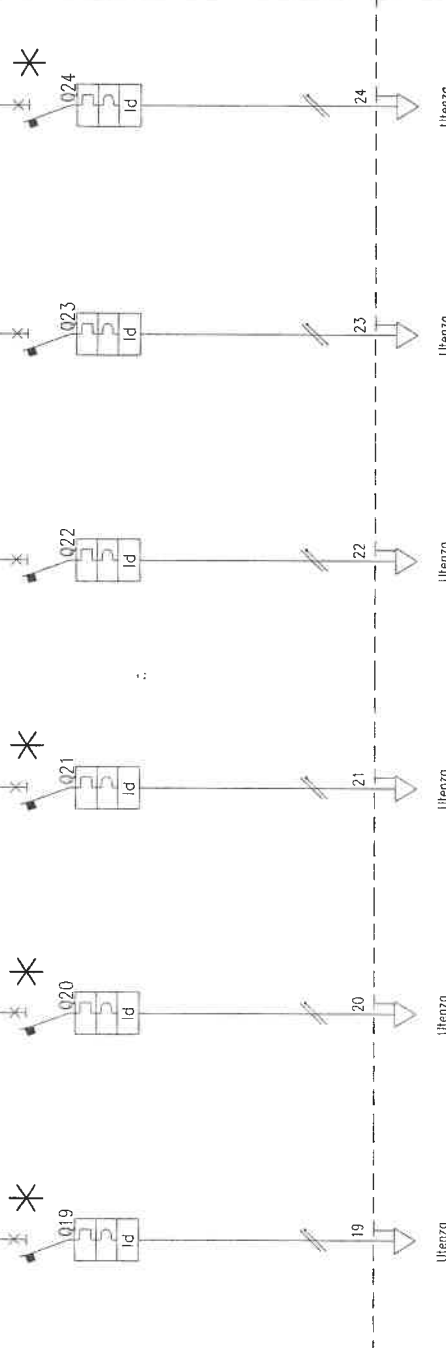 Q19 Q20 Q21 Q22 Q23 Q24
Id Id Id Id Id Id
19 20 21 22 23 24
Utenza Utenza Utenza Utenza Utenza Utenza